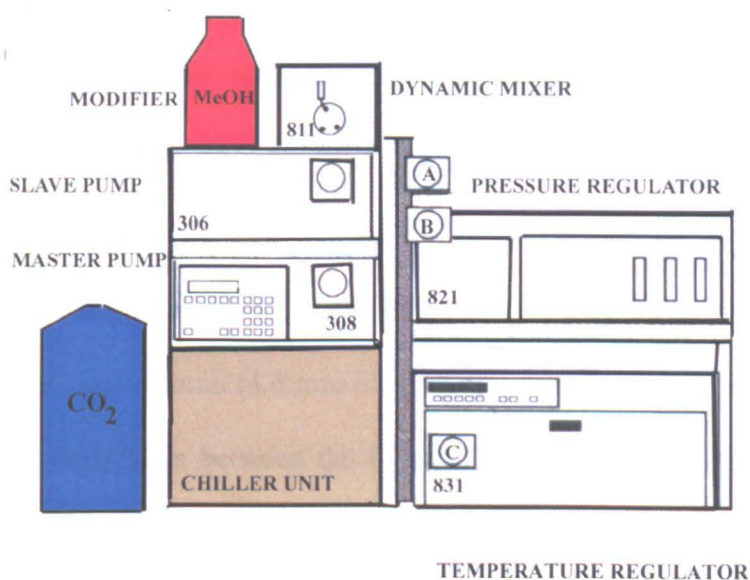 MODIFIER
MeOH
811
DYNAMIC MIXER
SLAVE PUMP
306
A
PRESSURE REGULATOR
B
MASTER PUMP
308
821
CO2
CHILLER UNIT
C
831
TEMPERATURE REGULATOR